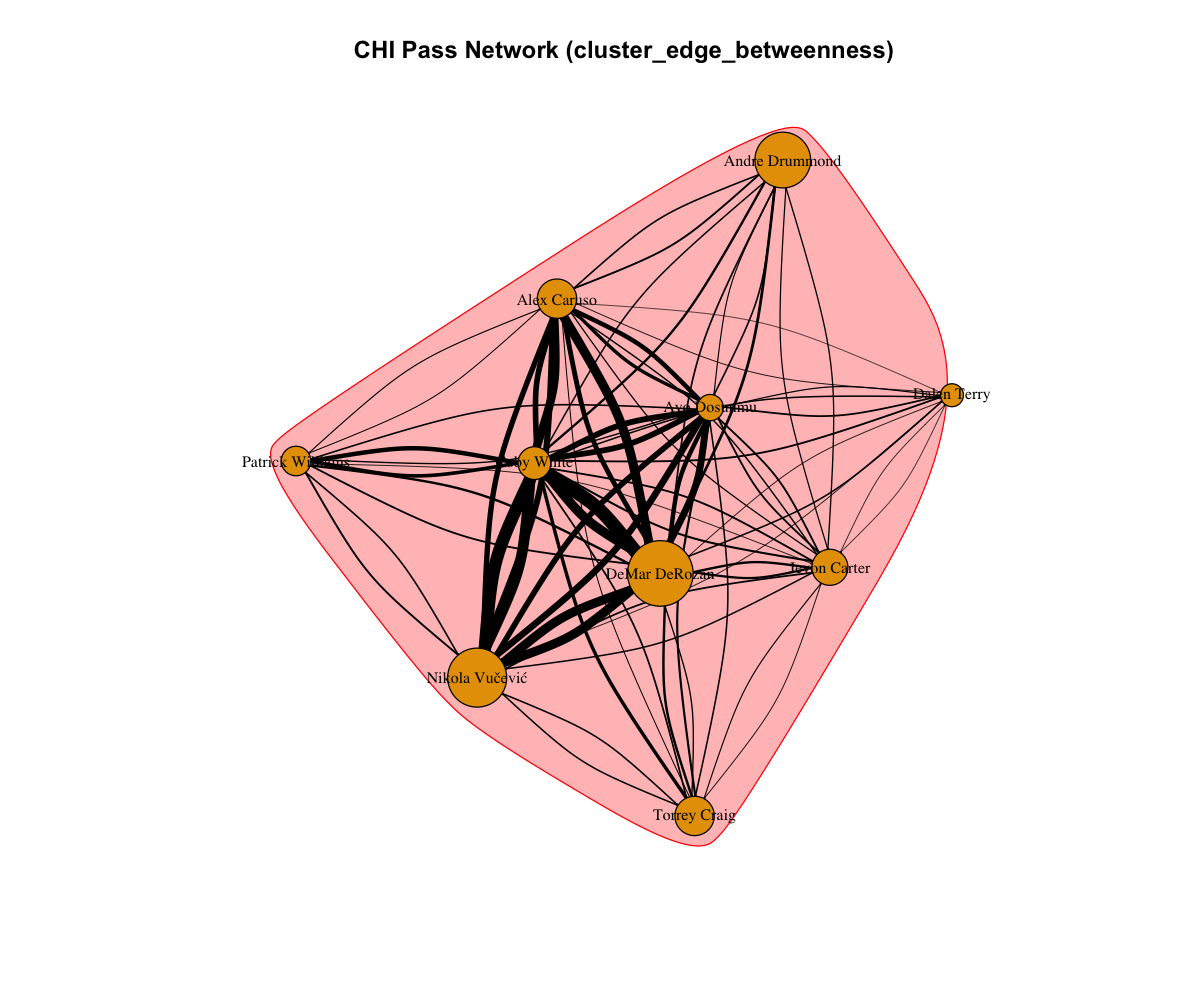 CHI Pass Network (cluster_edge_betweenness)
Andre Drummond
Alex Caruso
Dalen Terry
Ayo Dosunmu
Patrick Williams
Coby White
DeMar DeRozan
Jevon Carter
Nikola Vučević
Torrey Craig